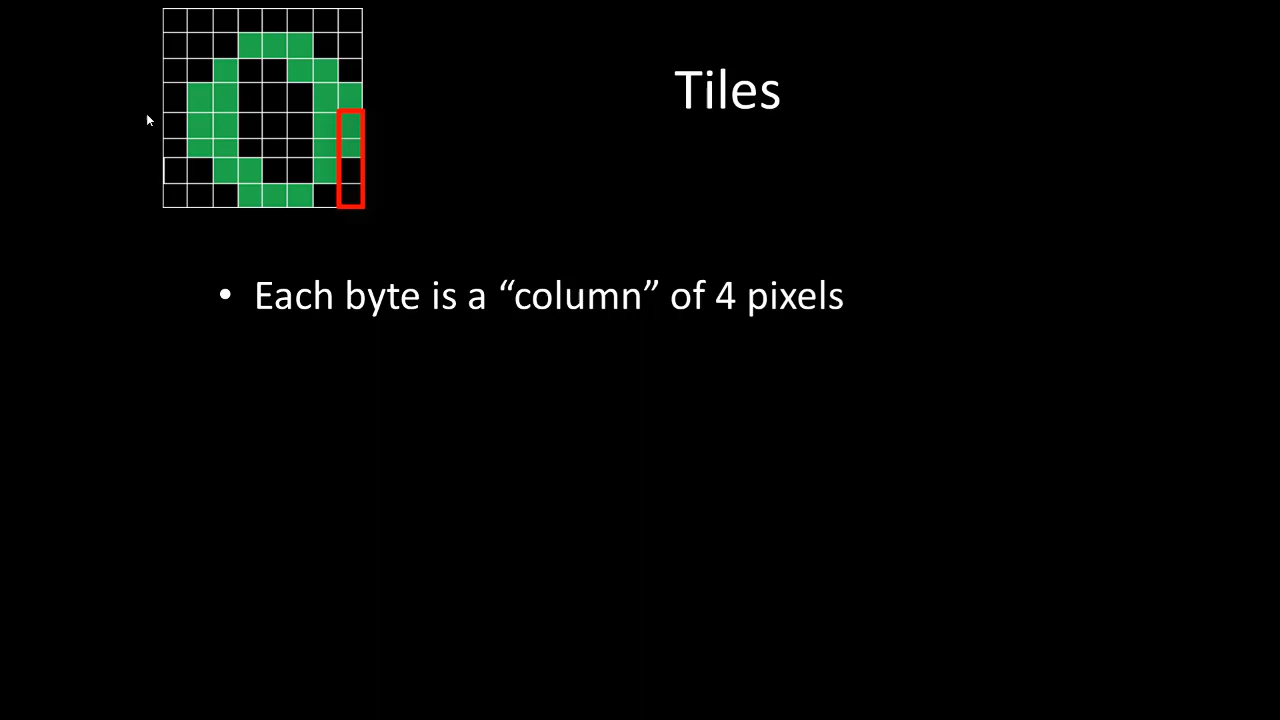 Tiles
• Each byte is a “column” of 4 pixels